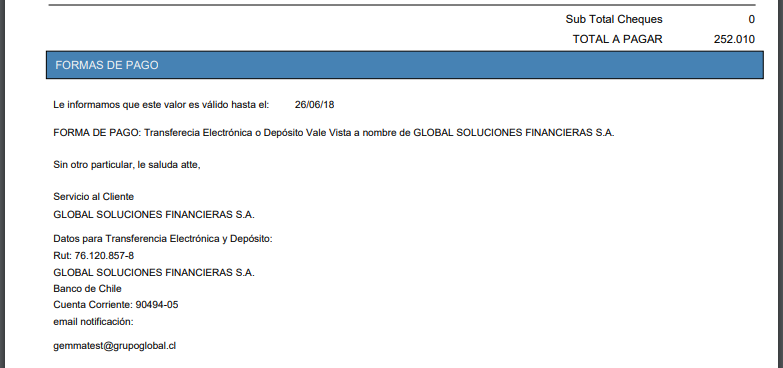 Sub Total Cheques 0
TOTAL A PAGAR 252.010
FORMAS DE PAGO
Le informamos que este valor es válido hasta el: 26/06/18
FORMA DE PAGO: Transferecia Electrónica o Depósito Vale Vista a nombre de GLOBAL SOLUCIONES FINANCIERAS S.A.
Sin otro particular, le saluda atte,
Servicio al Cliente
GLOBAL SOLUCIONES FINANCIERAS S.A.
Datos para Transferencia Electrónica y Depósito:
Rut: 76.120.857-8
GLOBAL SOLUCIONES FINANCIERAS S.A.
Banco de Chile
Cuenta Corriente: 90494-05
email notificación:
gemmatest@grupoglobal.cl